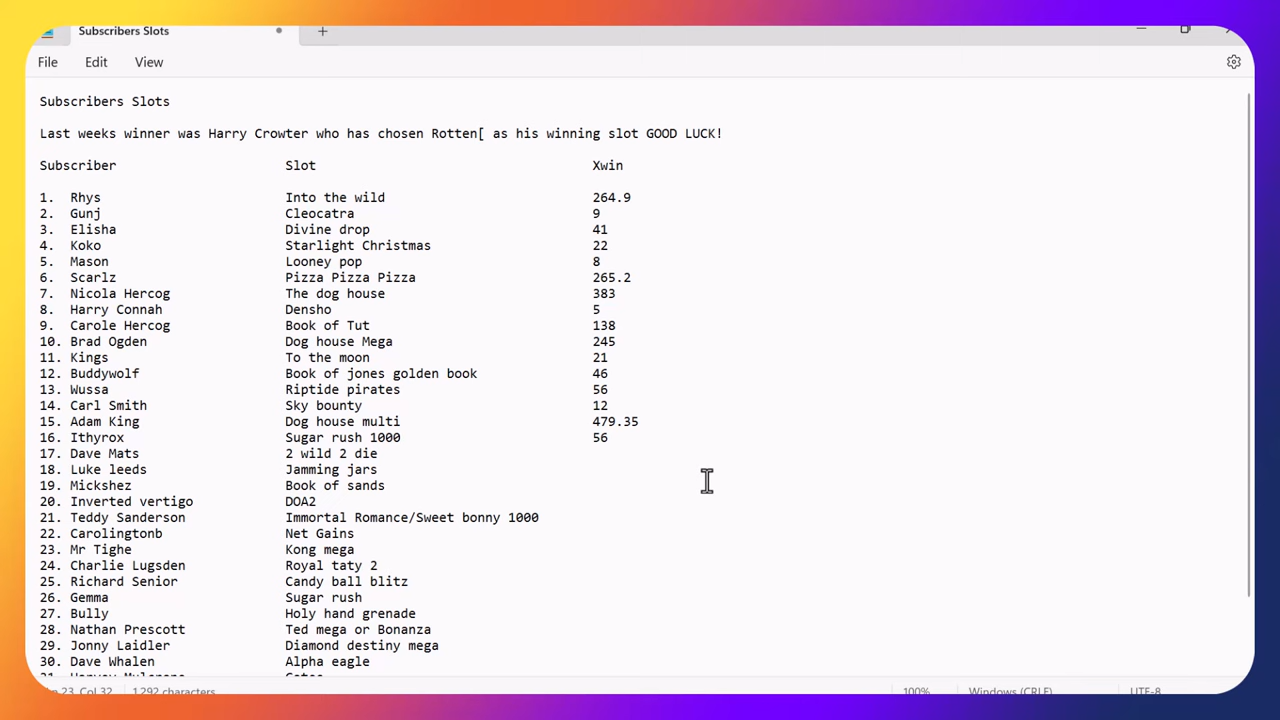 Subscribers Slots
File Edit View
Subscribers Slots
Last weeks winner was Harry Crowter who has chosen Rotten[ as his winning slot GOOD LUCK!
Subscriber Slot Xwin
1. Rhys Into the wild 264.9
2. Gunj Cleocatra 9
3. Elisha Divine drop 41
4. Koko Starlight Christmas 22
5. Mason Looney pop 8
6. Scarlz Pizza Pizza Pizza 265.2
7. Nicola Hercog The dog house 383
8. Harry Connah Densho 5
9. Carole Hercog Book of Tut 138
10. Brad Ogden Dog house Mega 245
11. Kings To the moon 21
12. Buddywolf Book of jones golden book 46
13. Wussa Riptide pirates 56
14. Carl Smith Sky bounty 12
15. Adam King Dog house multi 479.35
16. Ithyrox Sugar rush 1000 56
17. Dave Mats 2 wild 2 die
18. Luke leeds Jamming jars
19. Mickshez Book of sands
20. Inverted vertigo DOA2
21. Teddy Sanderson Immortal Romance/Sweet bonny 1000
22. Carolingtonb Net Gains
23. Mr Tighe Kong mega
24. Charlie Lugsden Royal taty 2
25. Richard Senior Candy ball blitz
26. Gemma Sugar rush
27. Bully Holy hand grenade
28. Nathan Prescott Ted mega or Bonanza
29. Jonny Laidler Diamond destiny mega
30. Dave Whalen Alpha eagle
23, Col 32 1,292 characters 100% Windows (CRLF) UTF-8